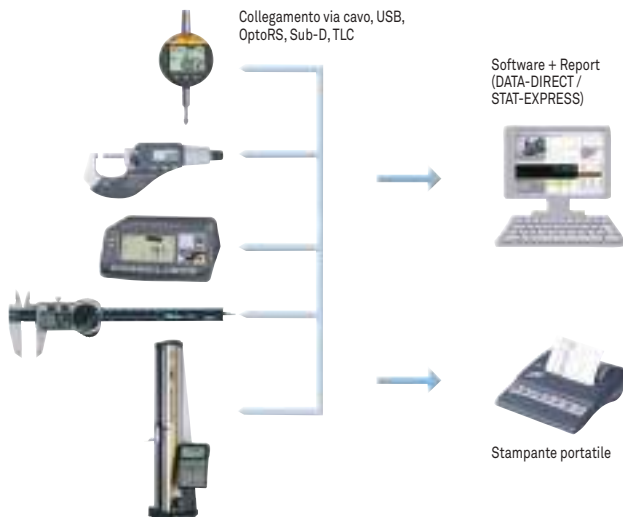 Collegamento via cavo, USB,
OptoRS, Sub-D, TLC
Software + Report
(DATA-DIRECT /
STAT-EXPRESS)
Stampante portatile